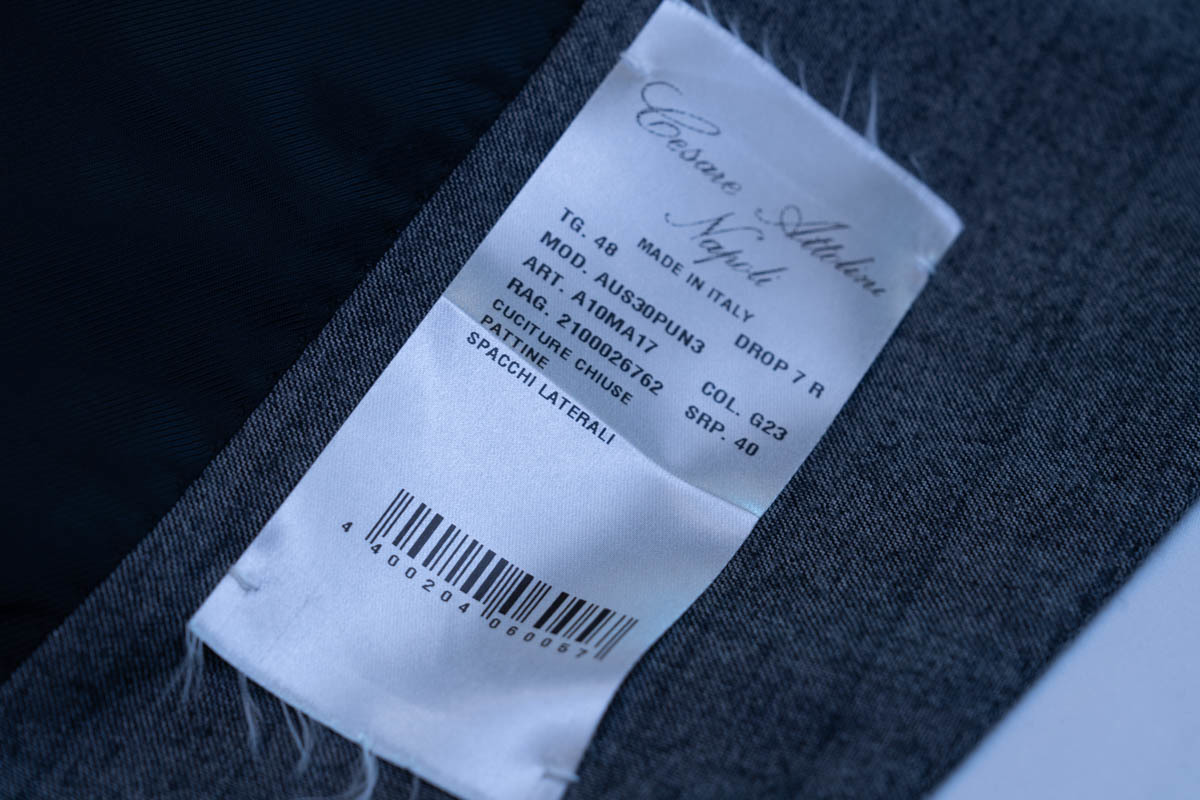 Cesare Attolini
Napoli
MADE IN ITALY
TG. 48 DROP 7 R
MOD. AUS30PUN3
ART. A10MA17 COL. G23
RAG. 2100026762 SRP. 40
CUCITURE CHIUSE
PATTINE
SPACCHI LATERALI
4 400204 060057